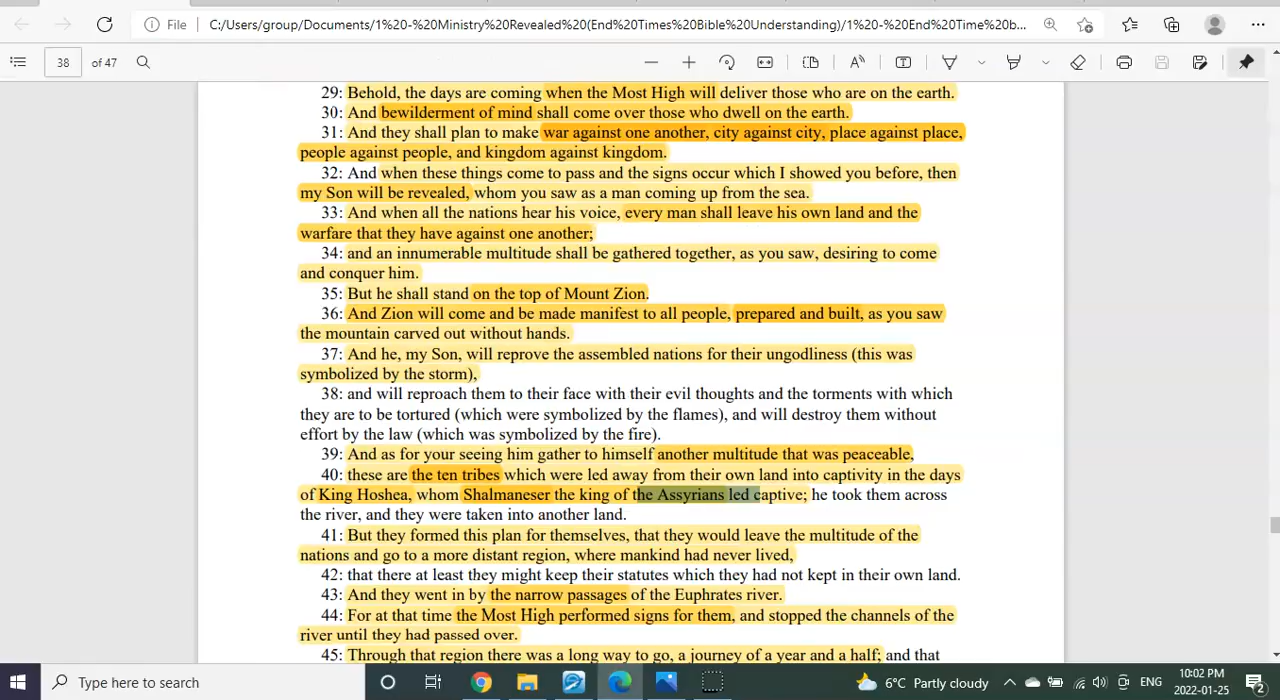 File
C:/Users/group/Documents/1%20-%20Ministry%20Revealed%20(End%20Times%20Bible%20Understanding)/1%20-%20End%20Time%20b...
38 of 47
29: Behold, the days are coming when the Most High will deliver those who are on the earth.
30: And bewilderment of mind shall come over those who dwell on the earth.
31: And they shall plan to make war against one another, city against city, place against place,
people against people, and kingdom against kingdom.
32: And when these things come to pass and the signs occur which I showed you before, then
my Son will be revealed, whom you saw as a man coming up from the sea.
33: And when all the nations hear his voice, every man shall leave his own land and the
warfare that they have against one another;
34: and an innumerable multitude shall be gathered together, as you saw, desiring to come
and conquer him.
35: But he shall stand on the top of Mount Zion.
36: And Zion will come and be made manifest to all people, prepared and built, as you saw
the mountain carved out without hands.
37: And he, my Son, will reprove the assembled nations for their ungodliness (this was
symbolized by the storm),
38: and will reproach them to their face with their evil thoughts and the torments with which
they are to be tortured (which were symbolized by the flames), and will destroy them without
effort by the law (which was symbolized by the fire).
39: And as for your seeing him gather to himself another multitude that was peaceable,
40: these are the ten tribes which were led away from their own land into captivity in the days
of King Hoshea, whom Shalmaneser the king of the Assyrians led captive; he took them across
the river, and they were taken into another land.
41: But they formed this plan for themselves, that they would leave the multitude of the
nations and go to a more distant region, where mankind had never lived,
42: that there at least they might keep their statutes which they had not kept in their own land.
43: And they went in by the narrow passages of the Euphrates river.
44: For at that time the Most High performed signs for them, and stopped the channels of the
river until they had passed over.
45: Through that region there was a long way to go, a journey of a year and a half; and that
Type here to search
6°C Partly cloudy
ENG
10:02 PM
2022-01-25
2